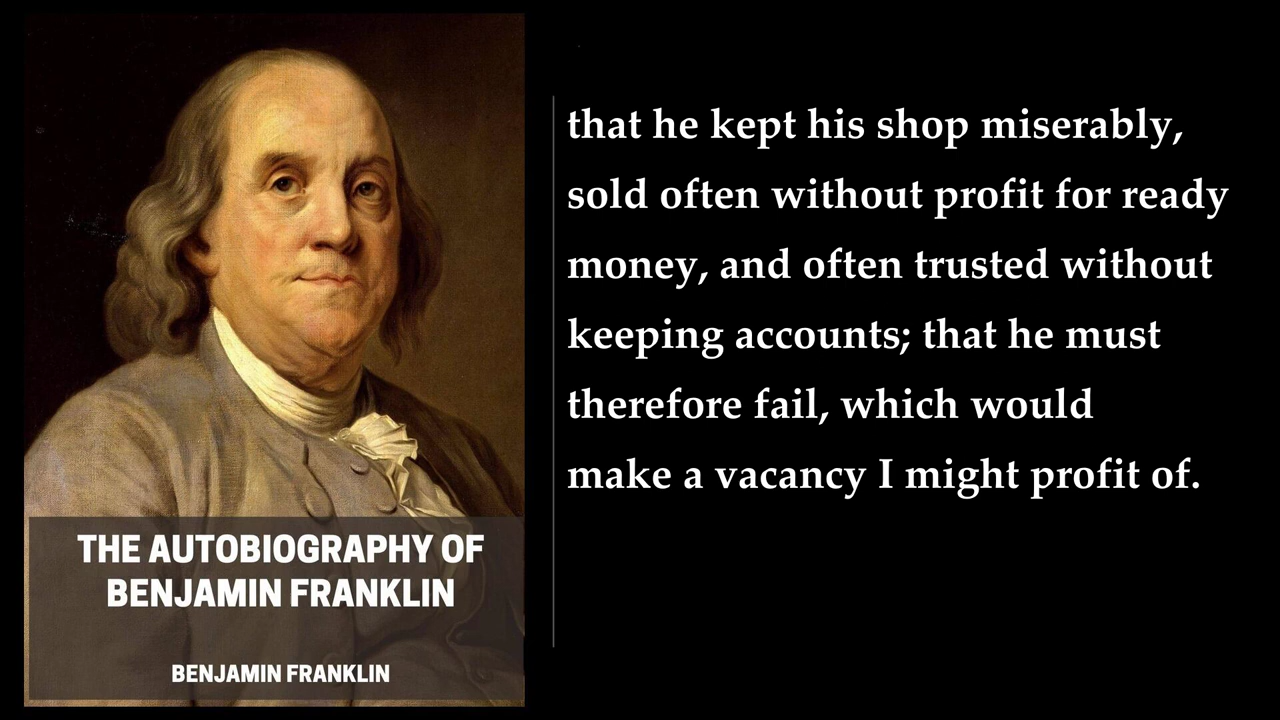 that he kept his shop miserably,
sold often without profit for ready
money, and often trusted without
keeping accounts; that he must
therefore fail, which would
make a vacancy I might profit of.
THE AUTOBIOGRAPHY OF
BENJAMIN FRANKLIN
BENJAMIN FRANKLIN